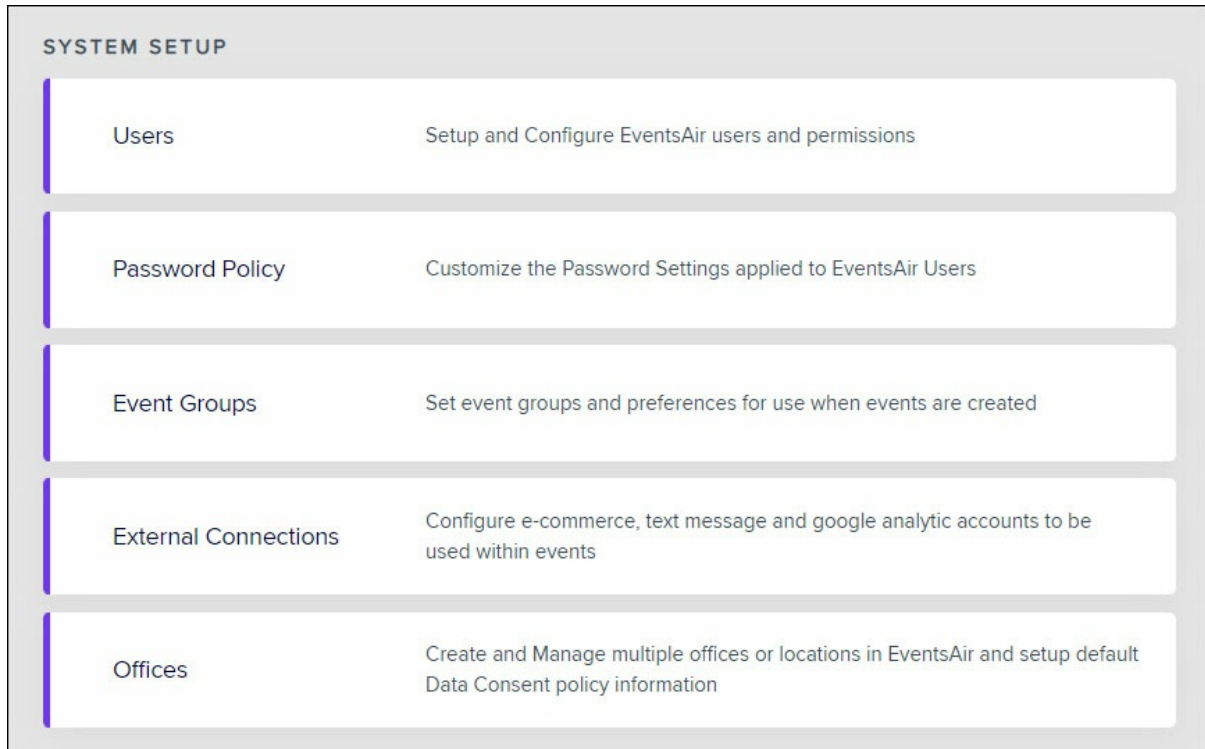 SYSTEM SETUP
Users
Setup and Configure EventsAir users and permissions
Password Policy
Customize the Password Settings applied to EventsAir Users
Event Groups
Set event groups and preferences for use when events are created
External Connections
Configure e-commerce, text message and google analytic accounts to be
used within events
Offices
Create and Manage multiple offices or locations in EventsAir and setup default
Data Consent policy information